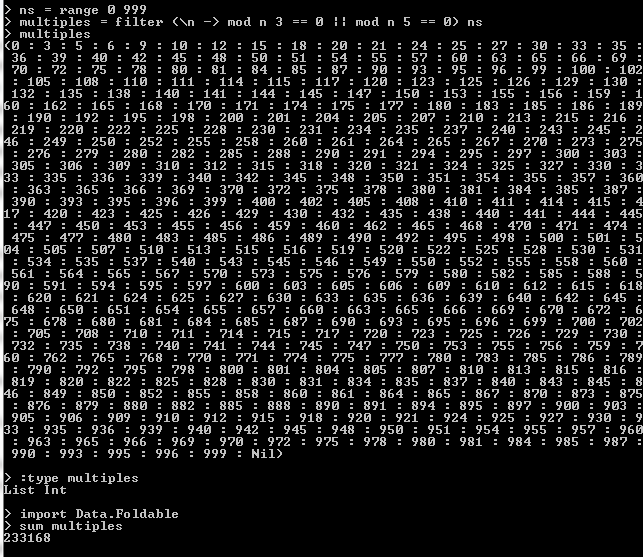 > ns = range 0 999
> multiples = filter (\n -> mod n 3 == 0 || mod n 5 == 0) ns
> multiples
(0 : 3 : 5 : 6 : 9 : 10 : 12 : 15 : 18 : 20 : 21 : 24 : 25 : 27 : 30 : 33 : 35 :
36 : 39 : 40 : 42 : 45 : 48 : 50 : 51 : 54 : 55 : 57 : 60 : 63 : 65 : 66 : 69 :
70 : 72 : 75 : 78 : 80 : 81 : 84 : 85 : 87 : 90 : 93 : 95 : 96 : 99 : 100 : 102
: 105 : 108 : 110 : 111 : 114 : 115 : 117 : 120 : 123 : 125 : 126 : 129 : 130 :
132 : 135 : 138 : 140 : 141 : 144 : 145 : 147 : 150 : 153 : 155 : 156 : 159 : 1
60 : 162 : 165 : 168 : 170 : 171 : 174 : 175 : 177 : 180 : 183 : 185 : 186 : 189
: 190 : 192 : 195 : 198 : 200 : 201 : 204 : 205 : 207 : 210 : 213 : 215 : 216 :
219 : 220 : 222 : 225 : 228 : 230 : 231 : 234 : 235 : 237 : 240 : 243 : 245 : 2
46 : 249 : 250 : 252 : 255 : 258 : 260 : 261 : 264 : 265 : 267 : 270 : 273 : 275
: 276 : 279 : 280 : 282 : 285 : 288 : 290 : 291 : 294 : 295 : 297 : 300 : 303 :
305 : 306 : 309 : 310 : 312 : 315 : 318 : 320 : 321 : 324 : 325 : 327 : 330 : 3
33 : 335 : 336 : 339 : 340 : 342 : 345 : 348 : 350 : 351 : 354 : 355 : 357 : 360
: 363 : 365 : 366 : 369 : 370 : 372 : 375 : 378 : 380 : 381 : 384 : 385 : 387 :
390 : 393 : 395 : 396 : 399 : 400 : 402 : 405 : 408 : 410 : 411 : 414 : 415 : 4
17 : 420 : 423 : 425 : 426 : 429 : 430 : 432 : 435 : 438 : 440 : 441 : 444 : 445
: 447 : 450 : 453 : 455 : 456 : 459 : 460 : 462 : 465 : 468 : 470 : 471 : 474 :
475 : 477 : 480 : 483 : 485 : 486 : 489 : 490 : 492 : 495 : 498 : 500 : 501 : 5
04 : 505 : 507 : 510 : 513 : 515 : 516 : 519 : 520 : 522 : 525 : 528 : 530 : 531
: 534 : 535 : 537 : 540 : 543 : 545 : 546 : 549 : 550 : 552 : 555 : 558 : 560 :
561 : 564 : 565 : 567 : 570 : 573 : 575 : 576 : 579 : 580 : 582 : 585 : 588 : 5
90 : 591 : 594 : 595 : 597 : 600 : 603 : 605 : 606 : 609 : 610 : 612 : 615 : 618
: 620 : 621 : 624 : 625 : 627 : 630 : 633 : 635 : 636 : 639 : 640 : 642 : 645 :
648 : 650 : 651 : 654 : 655 : 657 : 660 : 663 : 665 : 666 : 669 : 670 : 672 : 6
75 : 678 : 680 : 681 : 684 : 685 : 687 : 690 : 693 : 695 : 696 : 699 : 700 : 702
: 705 : 708 : 710 : 711 : 714 : 715 : 717 : 720 : 723 : 725 : 726 : 729 : 730 :
732 : 735 : 738 : 740 : 741 : 744 : 745 : 747 : 750 : 753 : 755 : 756 : 759 : 7
60 : 762 : 765 : 768 : 770 : 771 : 774 : 775 : 777 : 780 : 783 : 785 : 786 : 789
: 790 : 792 : 795 : 798 : 800 : 801 : 804 : 805 : 807 : 810 : 813 : 815 : 816 :
819 : 820 : 822 : 825 : 828 : 830 : 831 : 834 : 835 : 837 : 840 : 843 : 845 : 8
46 : 849 : 850 : 852 : 855 : 858 : 860 : 861 : 864 : 865 : 867 : 870 : 873 : 875
: 876 : 879 : 880 : 882 : 885 : 888 : 890 : 891 : 894 : 895 : 897 : 900 : 903 :
905 : 906 : 909 : 910 : 912 : 915 : 918 : 920 : 921 : 924 : 925 : 927 : 930 : 9
33 : 935 : 936 : 939 : 940 : 942 : 945 : 948 : 950 : 951 : 954 : 955 : 957 : 960
: 963 : 965 : 966 : 969 : 970 : 972 : 975 : 978 : 980 : 981 : 984 : 985 : 987 :
990 : 993 : 995 : 996 : 999 : Nil)
> :type multiples
List Int
> import Data.Foldable
> sum multiples
233168